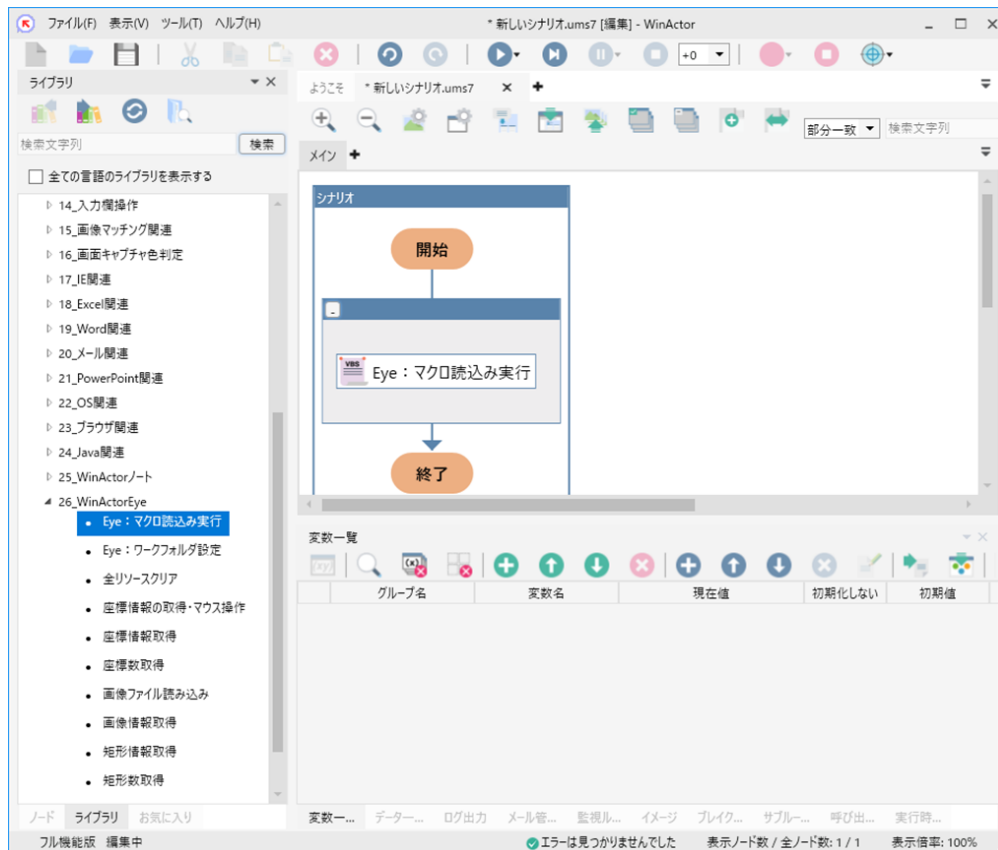 ファイル(F) 表示(V) ツール(T) ヘルプ(H)
* 新しいシナリオ.ums7 [編集] - WinActor
+0
ライブラリ
検索文字列 検索
全ての言語のライブラリを表示する
14_入力欄操作
15_画像マッチング関連
16_画面キャプチャ色判定
17_IE関連
18_Excel関連
19_Word関連
20_メール関連
21_PowerPoint関連
22_OS関連
23_ブラウザ関連
24_Java関連
25_WinActorノート
26_WinActorEye
Eye：マクロ読込み実行
Eye：ワークフォルダ設定
全リソースクリア
座標情報の取得・マウス操作
座標情報取得
座標数取得
画像ファイル読み込み
画像情報取得
矩形情報取得
矩形数取得
ノード ライブラリ お気に入り
ようこそ * 新しいシナリオ.ums7
部分一致 検索文字列
メイン
シナリオ
開始
VBS
Eye：マクロ読込み実行
終了
変数一覧
グループ名 変数名 現在値 初期化しない 初期値
変数一... データー... ログ出力 メール管... 監視ル... イメージ ブレイク... サブルー... 呼び出... 実行時...
フル機能版 編集中
エラーは見つかりませんでした 表示ノード数 / 全ノード数: 1 / 1 表示倍率: 100%